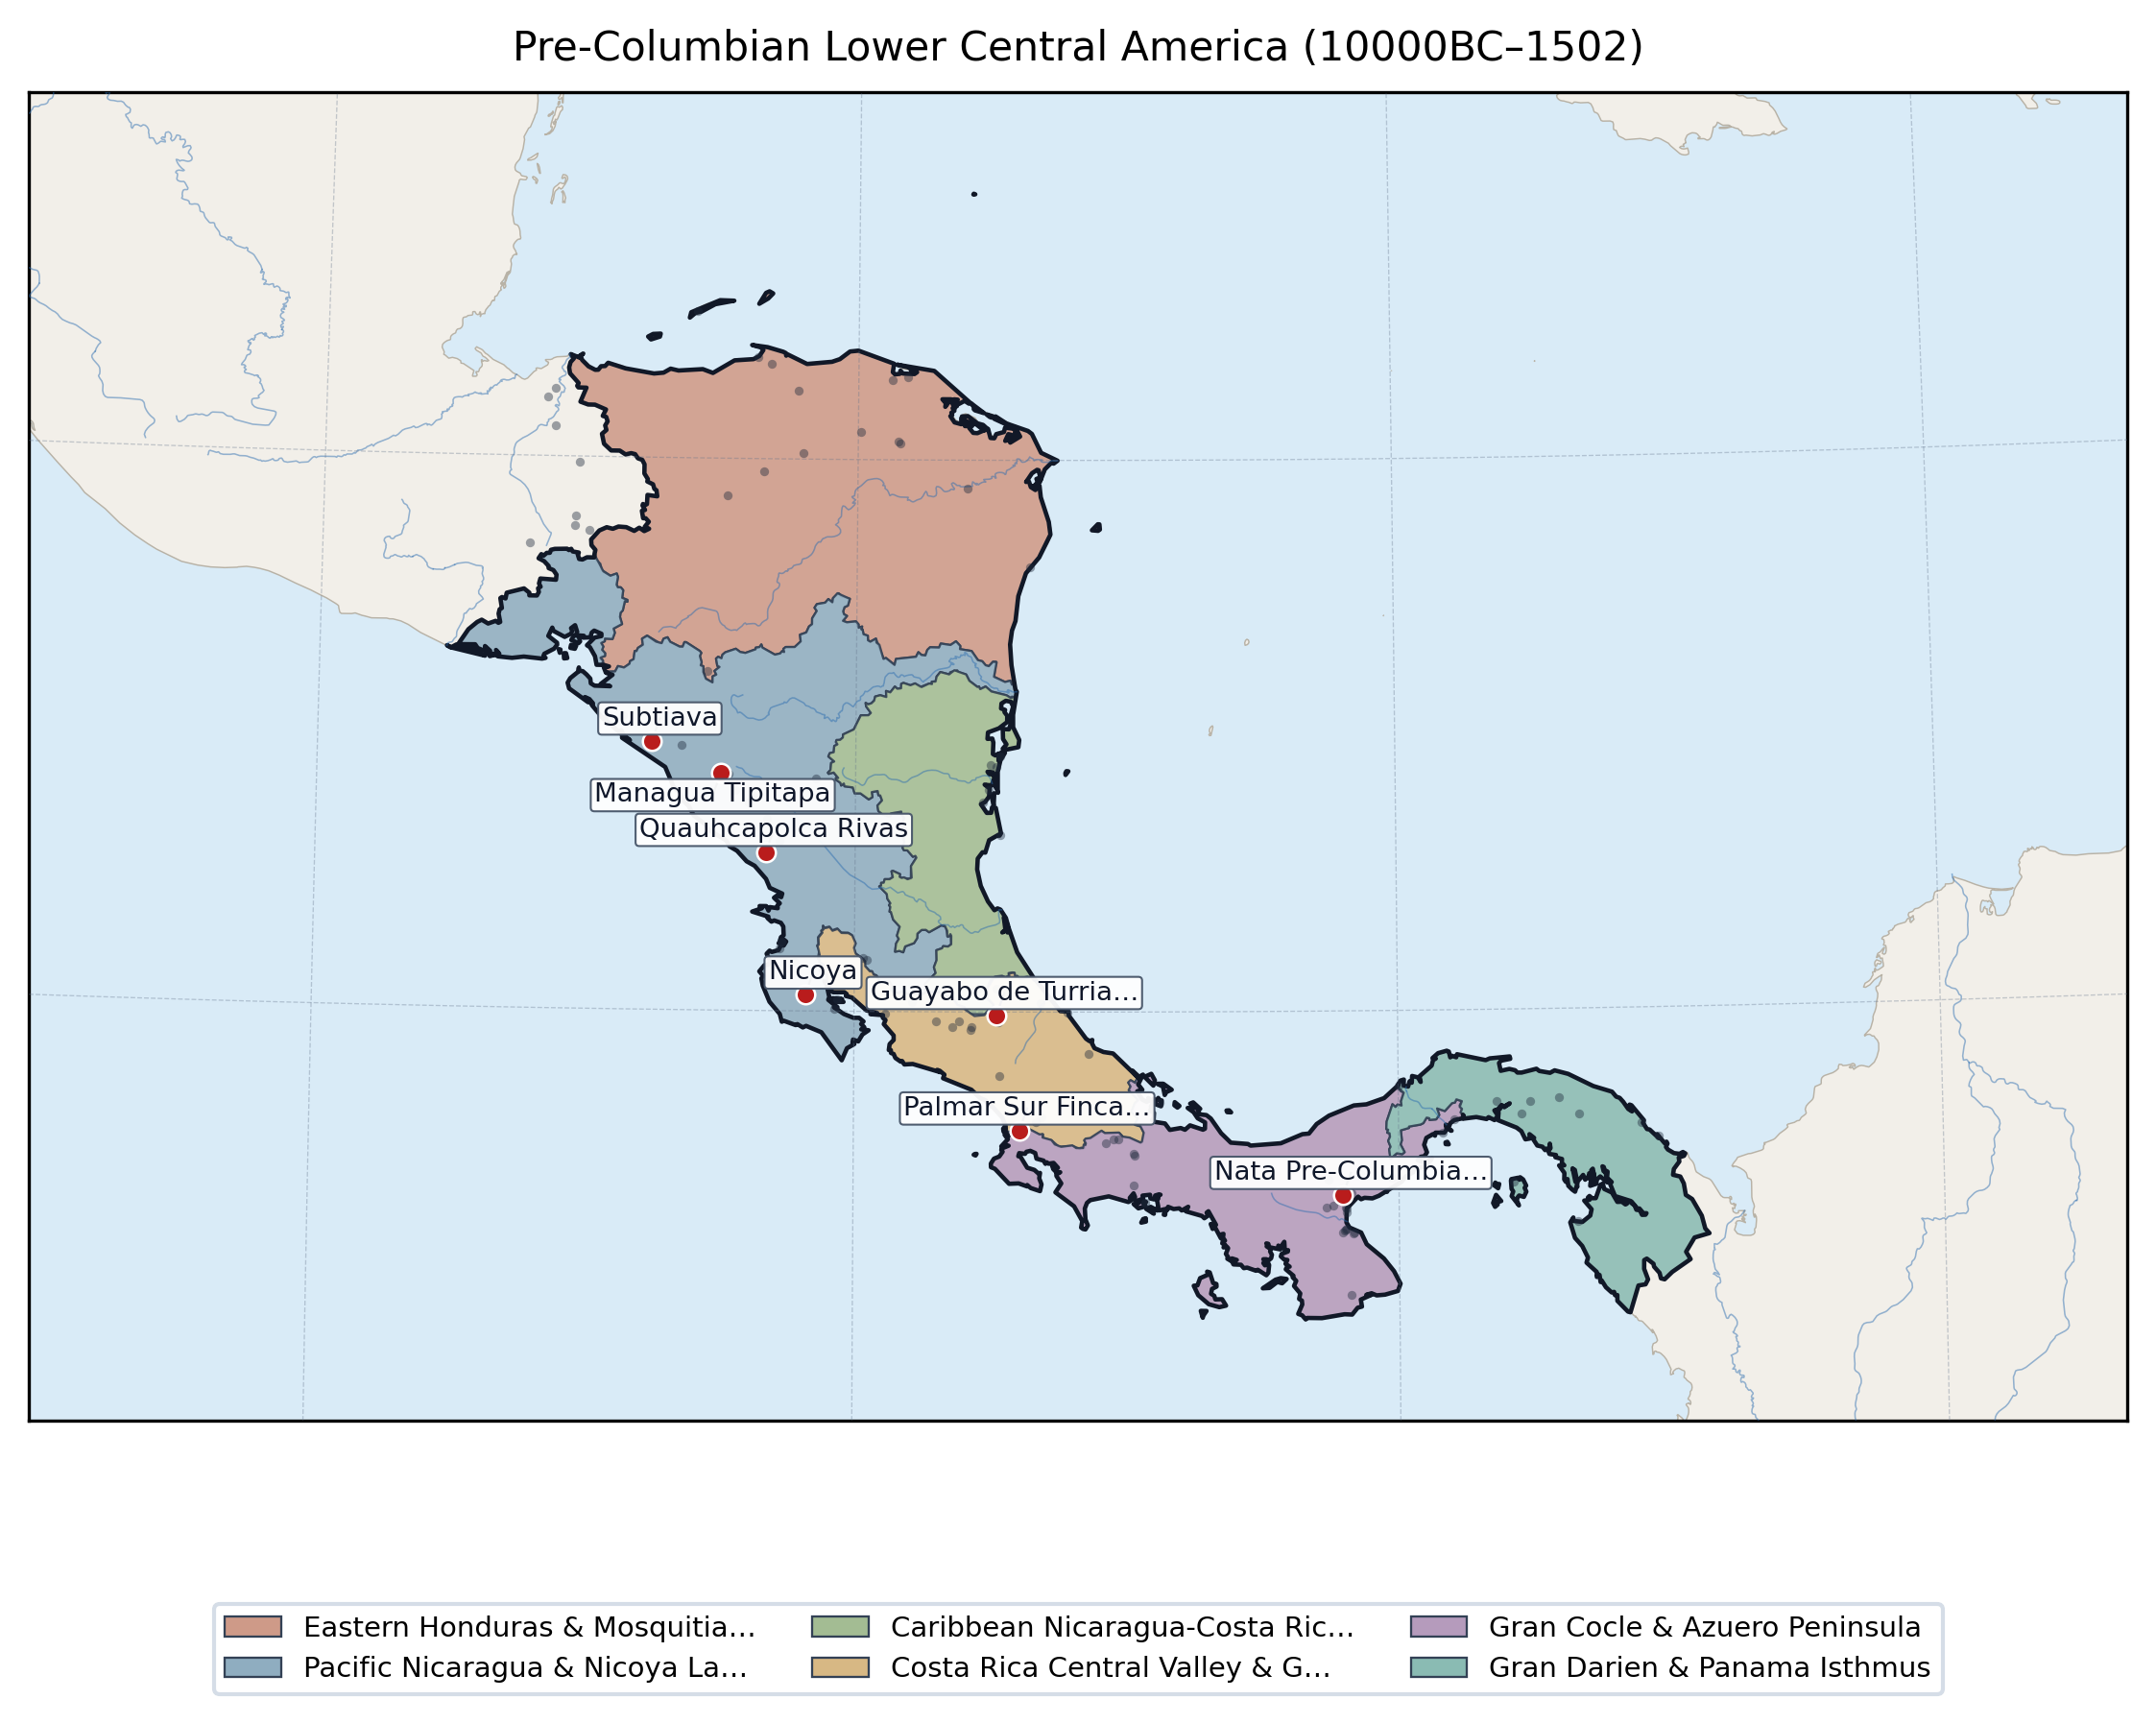 Pre-Columbian Lower Central America (10000BC–1502)
Subtiava
Managua Tipitapa
Quauhcapolca Rivas
Nicoya
Guayabo de Turria...
Palmar Sur Finca...
Nata Pre-Columbia...
Eastern Honduras & Mosquitia...
Pacific Nicaragua & Nicoya La...
Caribbean Nicaragua-Costa Ric...
Costa Rica Central Valley & G...
Gran Cocle & Azuero Peninsula
Gran Darien & Panama Isthmus